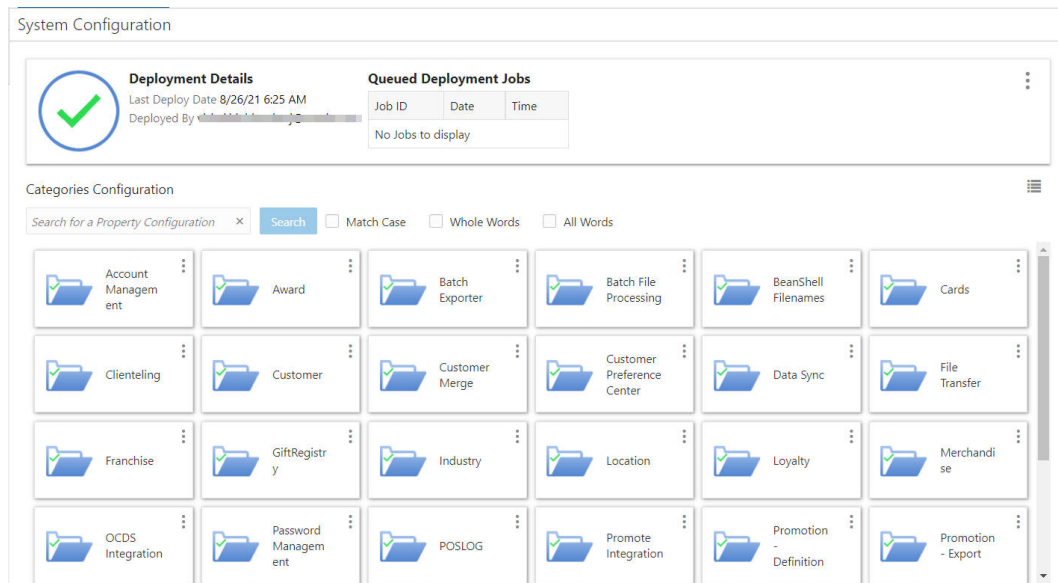 System Configuration
Deployment Details
Last Deploy Date 8/26/21 6:25 AM
Deployed By
Queued Deployment Jobs
Job ID Date Time
No Jobs to display
Categories Configuration
Search for a Property Configuration × Search Match Case Whole Words All Words
Account
Managem
ent
Award
Batch
Exporter
Batch File
Processing
BeanShell
Filenames
Cards
Clienteling
Customer
Customer
Merge
Customer
Preference
Center
Data Sync
File
Transfer
Franchise
GiftRegistr
y
Industry
Location
Loyalty
Merchandi
se
OCDS
Integration
Password
Managem
ent
POSLOG
Promote
Integration
Promotion
-
Definition
Promotion
- Export